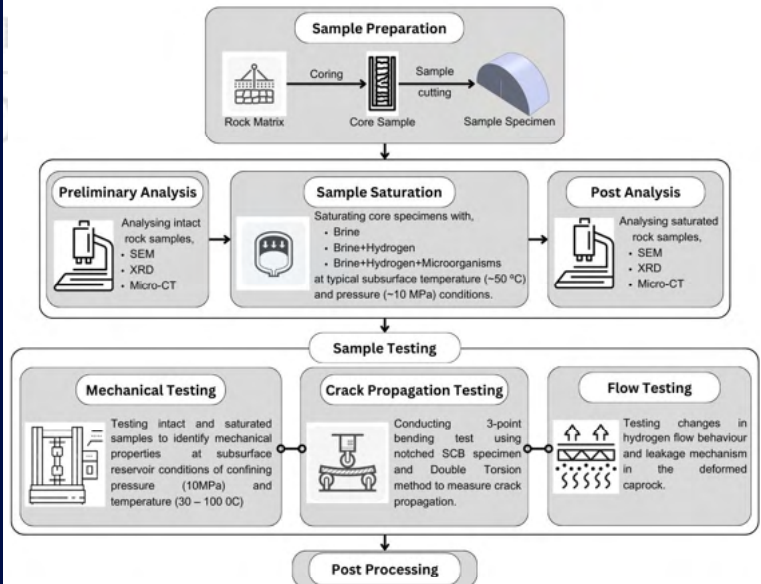 Sample Preparation
Coring
Sample
cutting
Rock Matrix
Core Sample
Sample Specimen
Preliminary Analysis
Analysing intact
rock samples,
• SEM
• XRD
• Micro-CT
Sample Saturation
Saturating core specimens with,
• Brine
• Brine+Hydrogen
• Brine+Hydrogen+Microorganisms
at typical subsurface temperature (~50 ºC)
and pressure (~10 MPa) conditions.
Post Analysis
Analysing saturated
rock samples,
• SEM
• XRD
• Micro-CT
Sample Testing
Mechanical Testing
Testing intact and saturated
samples to identify mechanical
properties at subsurface
reservoir conditions of confining
pressure (10MPa) and
temperature (30 – 100 0C)
Crack Propagation Testing
Conducting 3-point
bending test using
notched SCB specimen
and Double Torsion
method to measure crack
propagation.
Flow Testing
Testing changes in
hydrogen flow behaviour
and leakage mechanism
in the deformed
caprock.
Post Processing